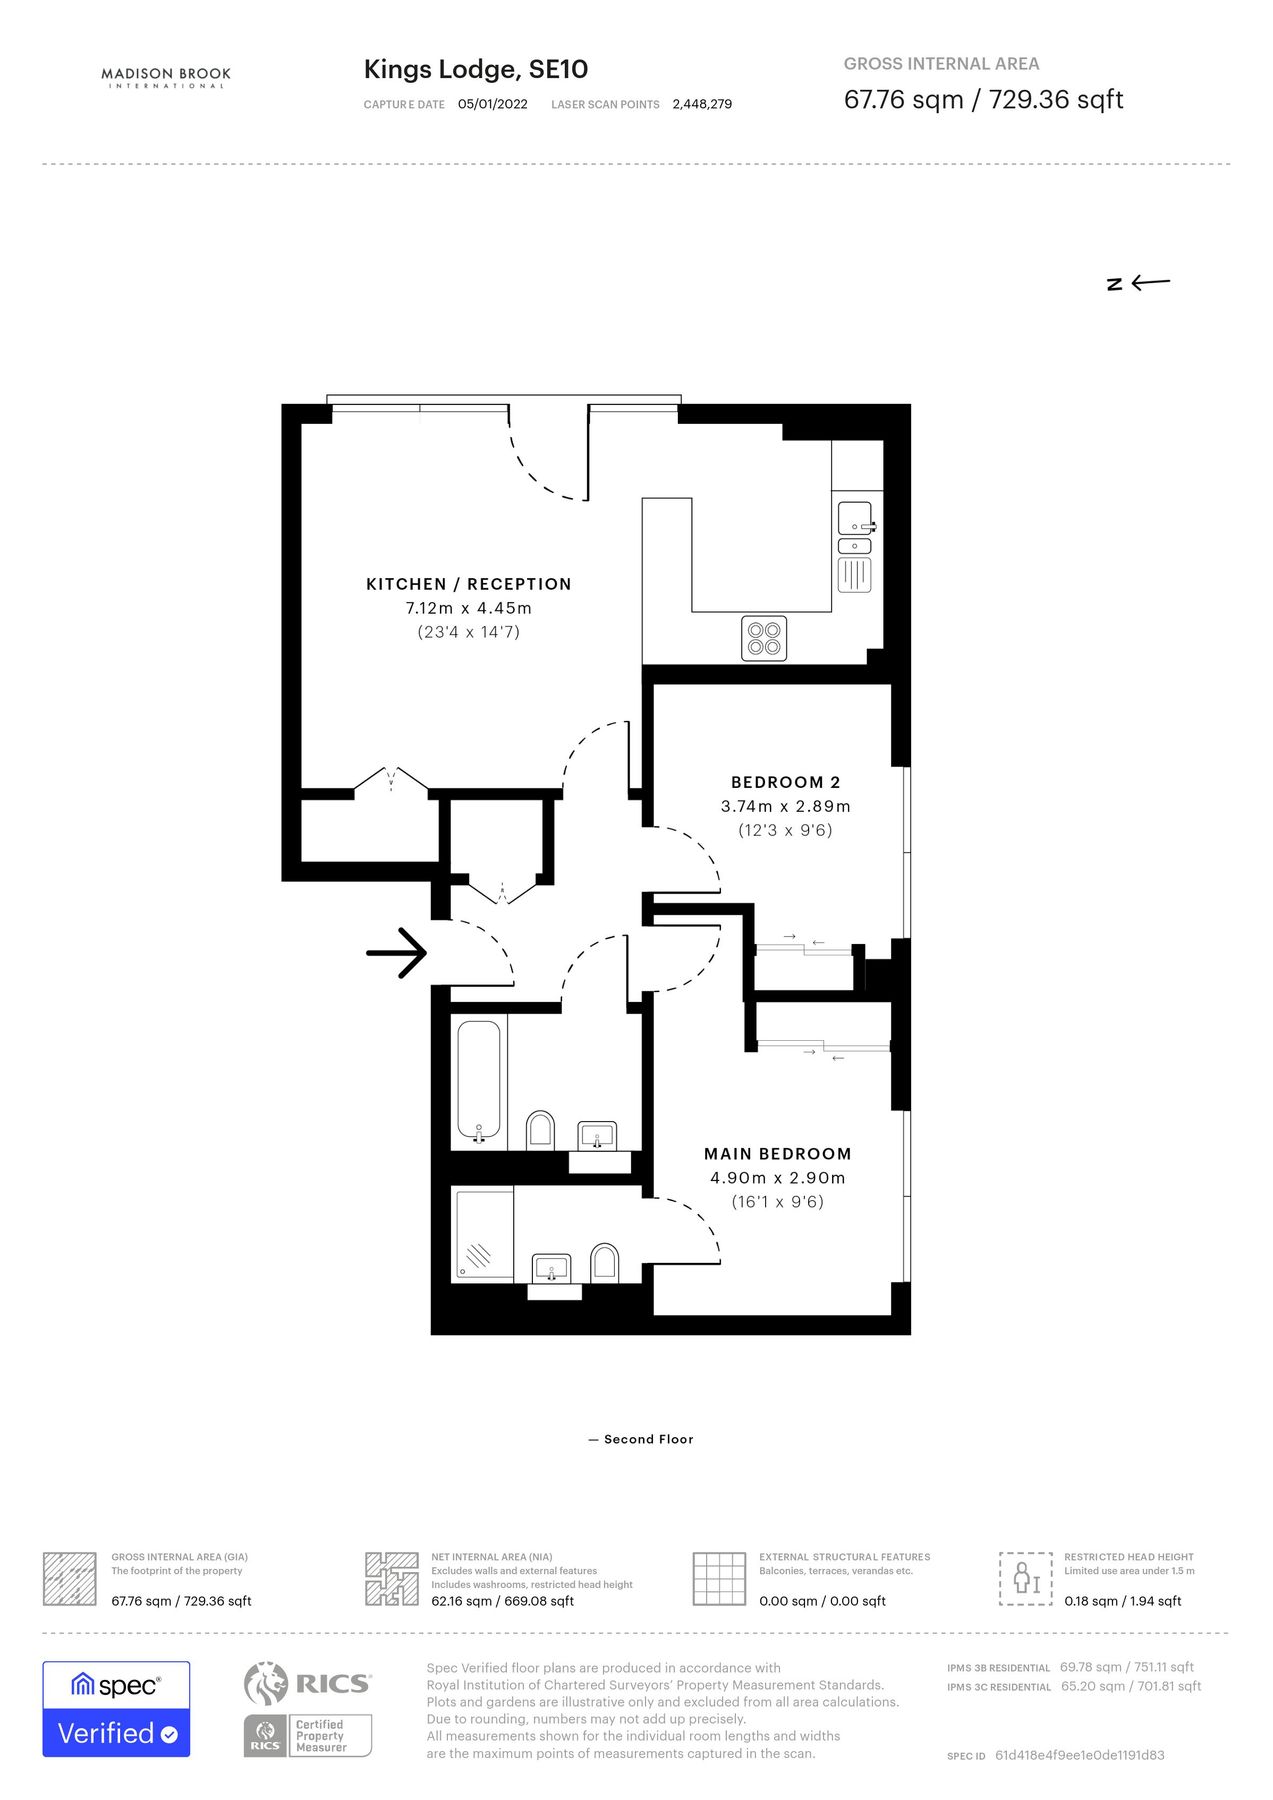 MADISON BROOK
INTERNATIONAL
Kings Lodge, SE10
CAPTURE DATE 05/01/2022 LASER SCAN POINTS 2,448,279
GROSS INTERNAL AREA
67.76 sqm / 729.36 sqft
N
KITCHEN / RECEPTION
7.12m x 4.45m
(23'4 x 14'7)
BEDROOM 2
3.74m x 2.89m
(12'3 x 9'6)
MAIN BEDROOM
4.90m x 2.90m
(16'1 x 9'6)
— Second Floor
GROSS INTERNAL AREA (GIA)
The footprint of the property
67.76 sqm / 729.36 sqft
NET INTERNAL AREA (NIA)
Excludes walls and external features
Includes washrooms, restricted head height
62.16 sqm / 669.08 sqft
EXTERNAL STRUCTURAL FEATURES
Balconies, terraces, verandas etc.
0.00 sqm / 0.00 sqft
RESTRICTED HEAD HEIGHT
Limited use area under 1.5 m
0.18 sqm / 1.94 sqft
spec®
Verified
RICS®
RICS®
Certified
Property
Measurer
Spec Verified floor plans are produced in accordance with
Royal Institution of Chartered Surveyors' Property Measurement Standards.
Plots and gardens are illustrative only and excluded from all area calculations.
Due to rounding, numbers may not add up precisely.
All measurements shown for the individual room lengths and widths
are the maximum points of measurements captured in the scan.
IPMS 3B RESIDENTIAL 69.78 sqm / 751.11 sqft
IPMS 3C RESIDENTIAL 65.20 sqm / 701.81 sqft
SPEC ID 61d418e4f9ee1e0de1191d83